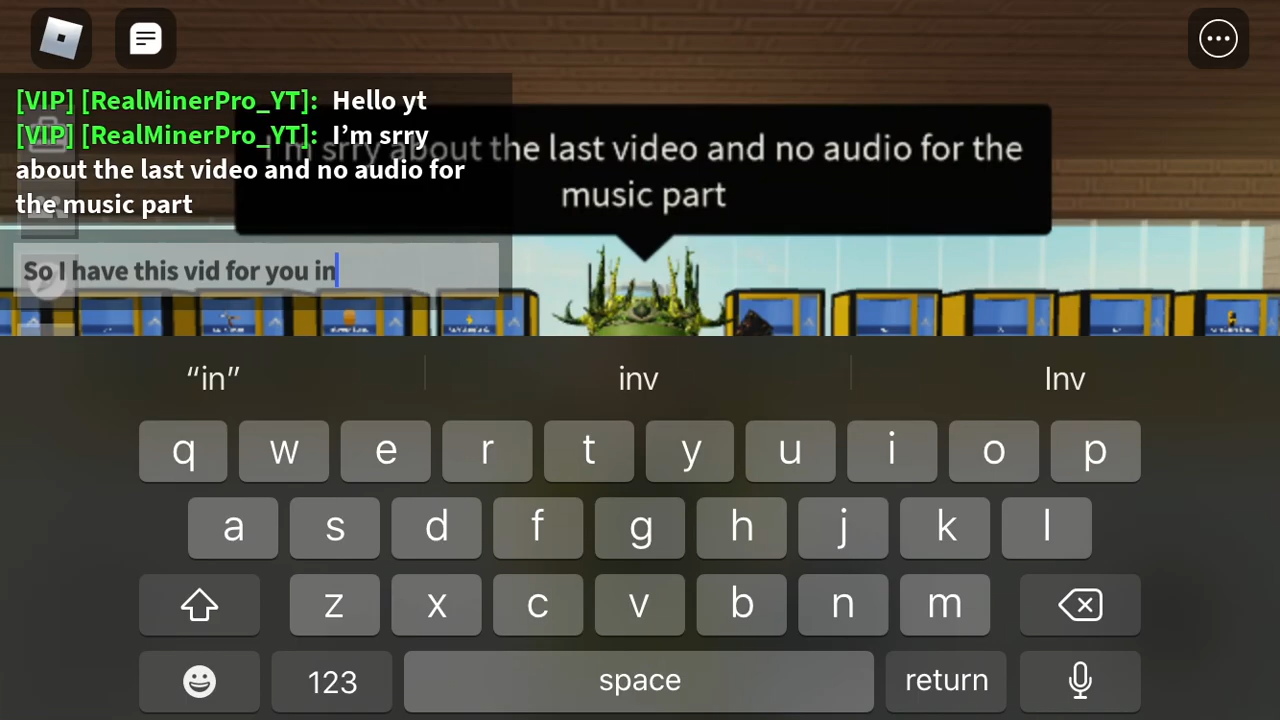 [VIP] [RealMinerPro_YT]: Hello yt
[VIP] [RealMinerPro_YT]: I’m srry
about the last video and no audio for
the music part
I'm srry about the last video and no audio for the
music part
So I have this vid for you in
“in” inv Inv
q w e r t y u i o p
a s d f g h j k l
z x c v b n m
123 space return